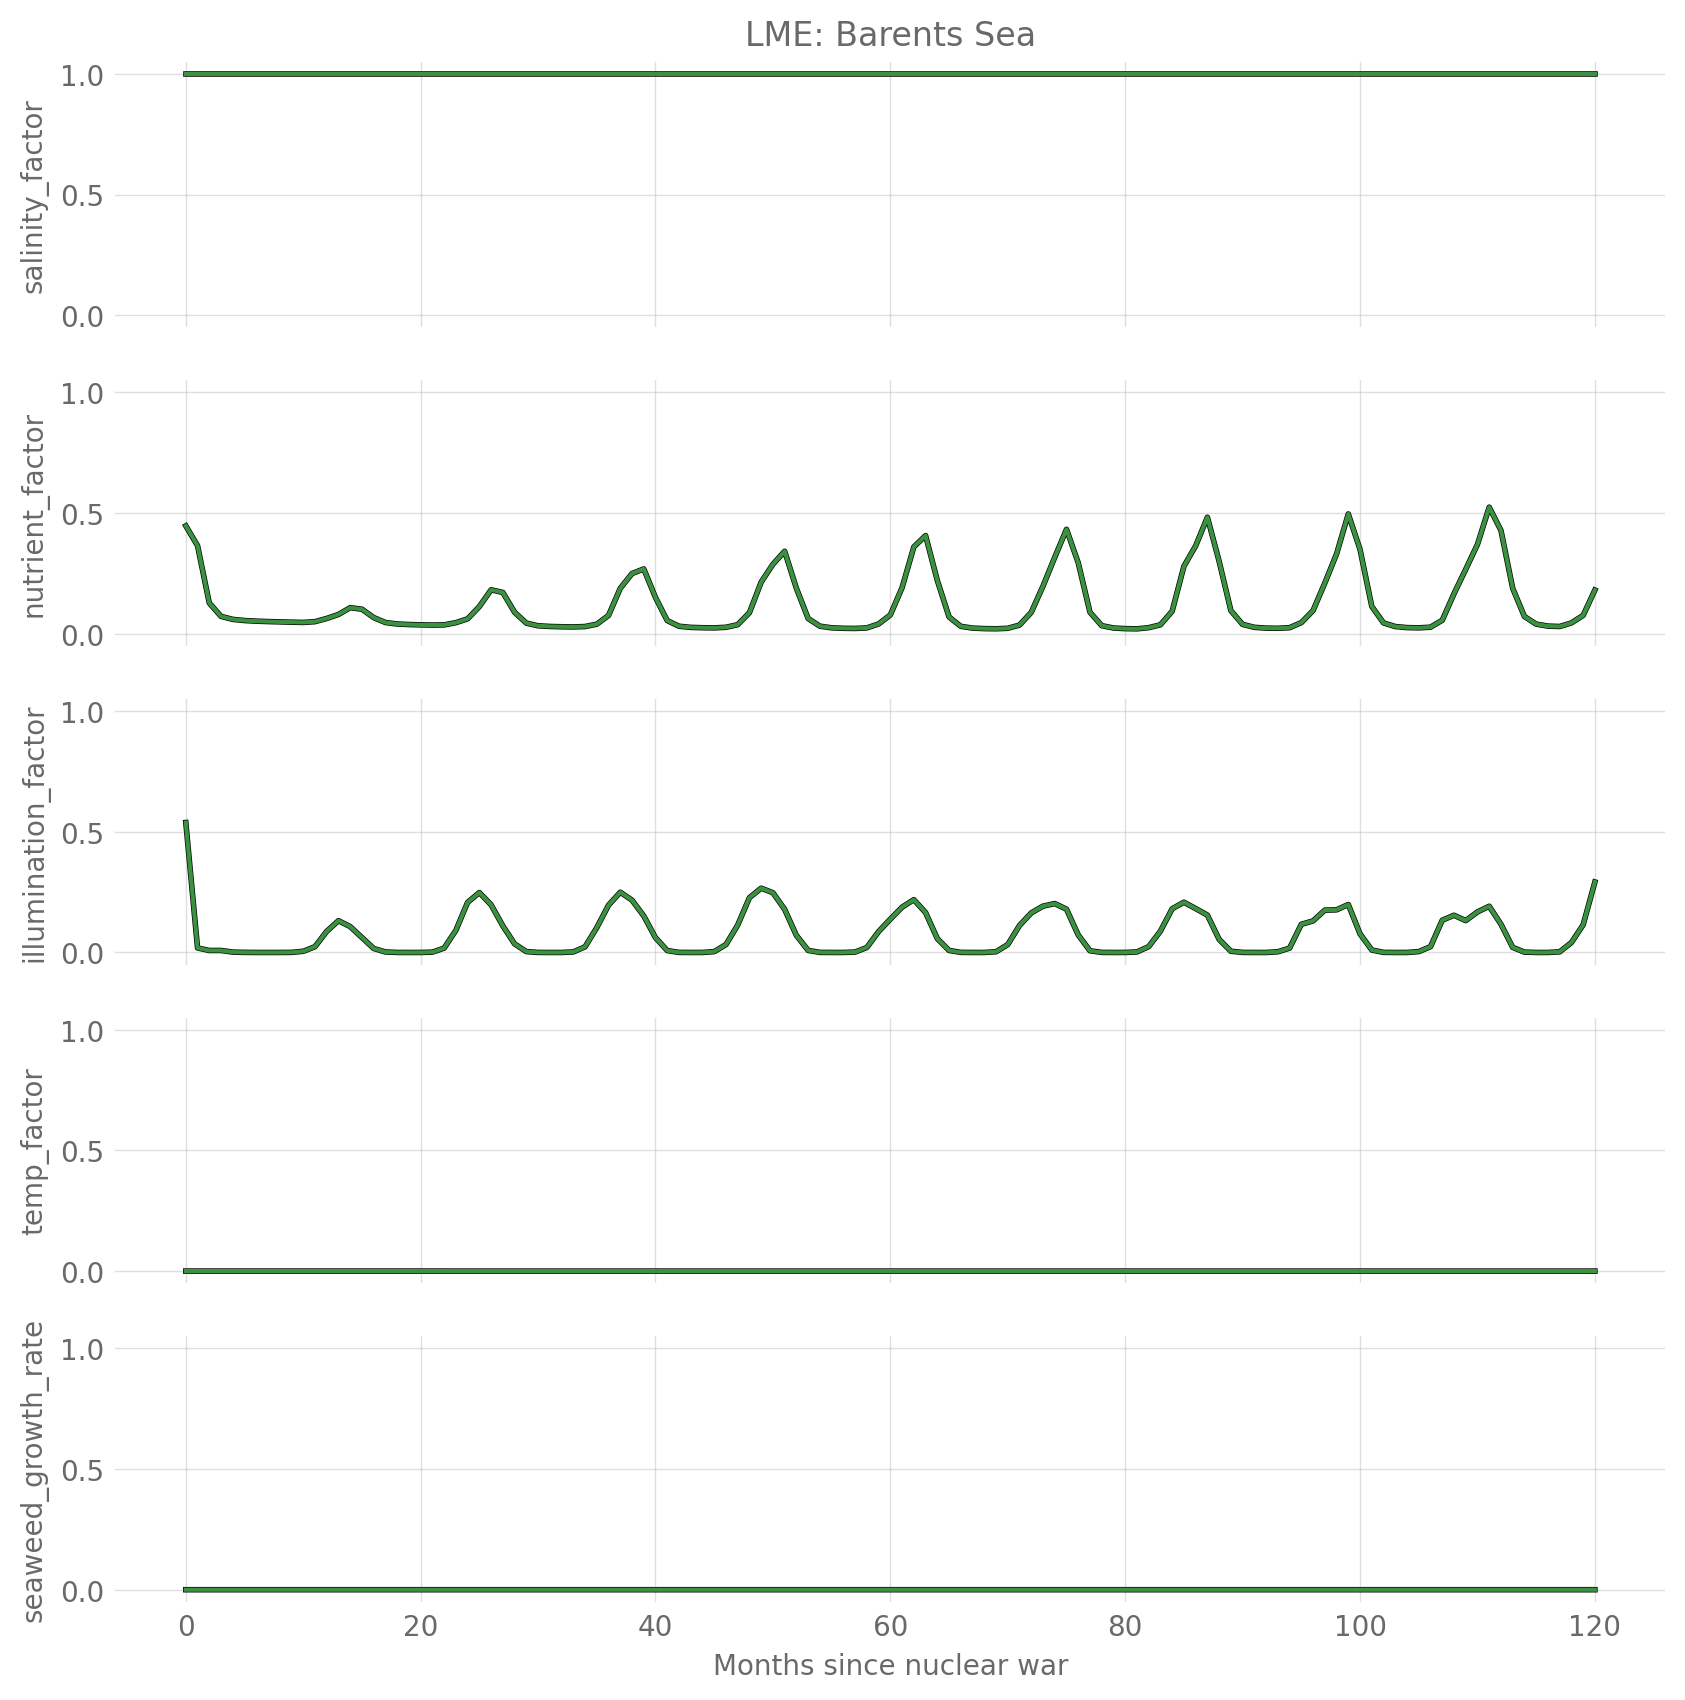 LME: Barents Sea
salinity_factor
1.0
0.5
0.0
nutrient_factor
1.0
0.5
0.0
illumination_factor
1.0
0.5
0.0
temp_factor
1.0
0.5
0.0
seaweed_growth_rate
1.0
0.5
0.0
0 20 40 60 80 100 120
Months since nuclear war